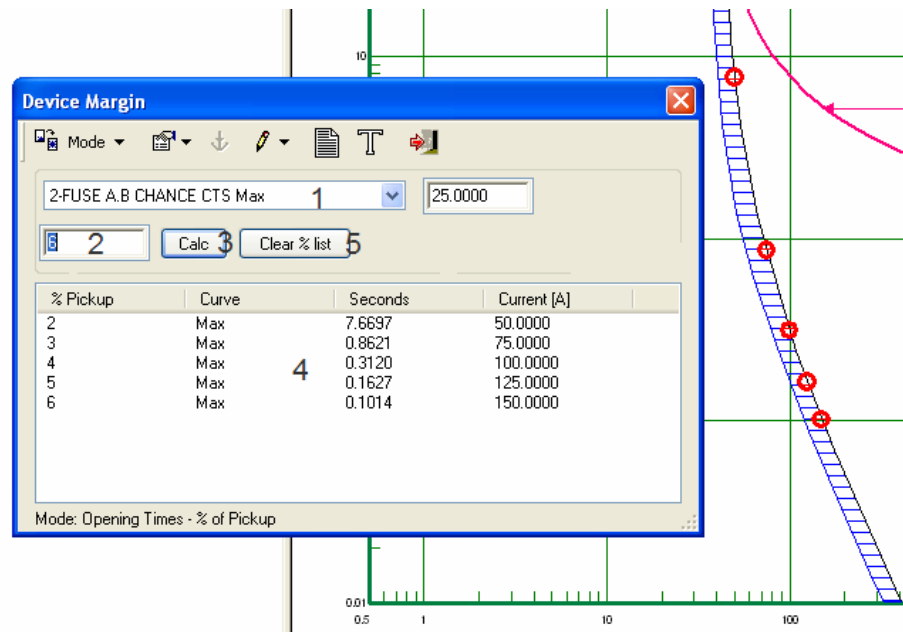 10
Device Margin
Mode
2-FUSE A.B CHANCE CTS Max 1 25.0000
6 2 Calc 3 Clear % list 5
% Pickup Curve Seconds Current [A]
2 Max 7.6697 50.0000
3 Max 0.8621 75.0000
4 Max 0.3120 100.0000
5 Max 0.1627 125.0000
6 Max 0.1014 150.0000
4
Mode: Opening Times - % of Pickup
0.01
0.5 1 10 100